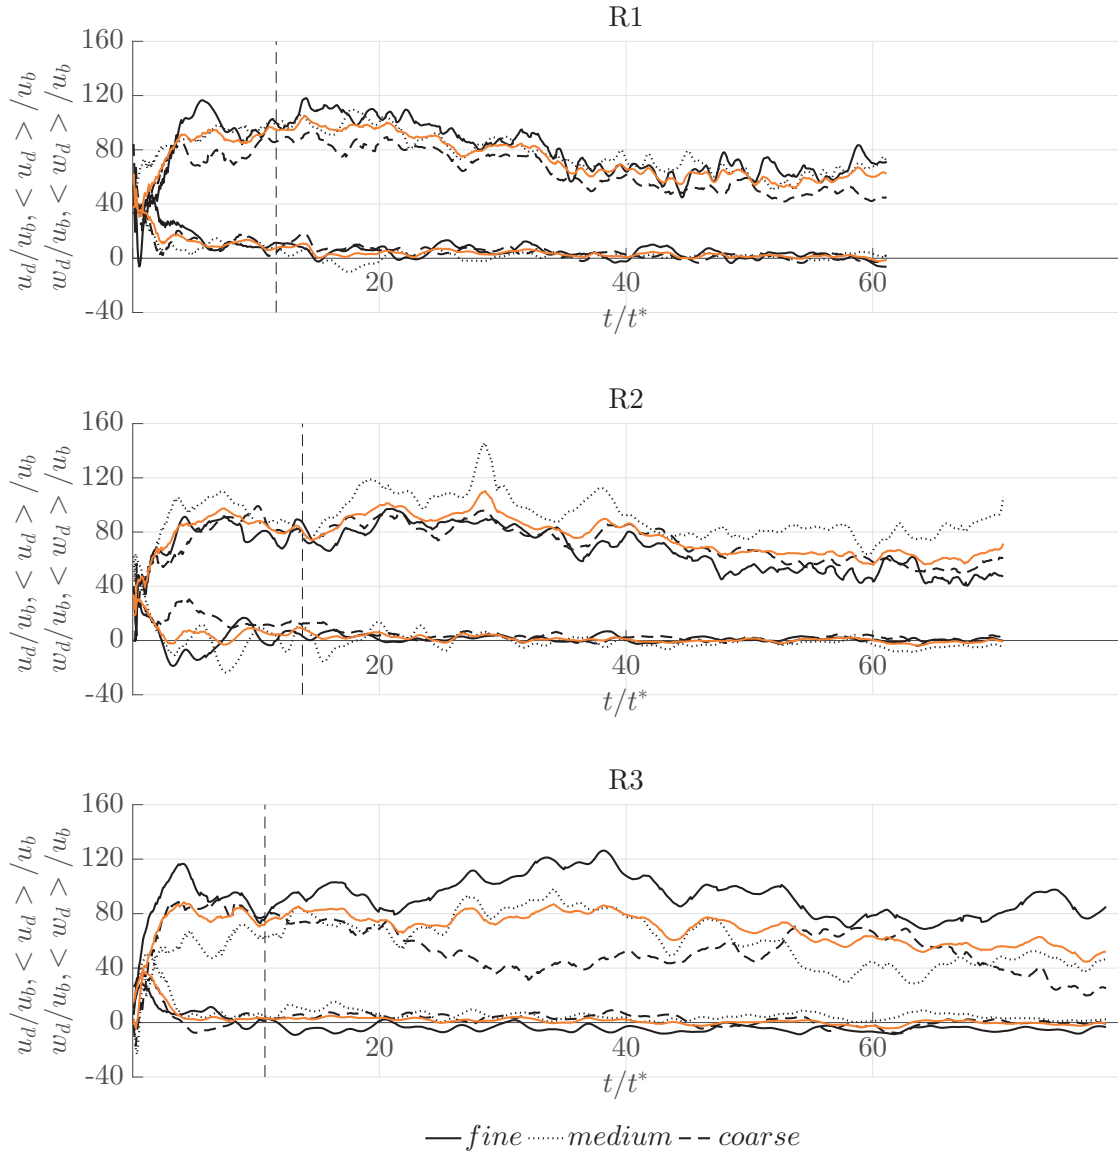 R1
u_d/u_b, < u_d > /u_b
w_d/u_b, < w_d > /u_b
160
120
80
40
0
-40
20 40 60
t/t*
R2
u_d/u_b, < u_d > /u_b
w_d/u_b, < w_d > /u_b
160
120
80
40
0
-40
20 40 60
t/t*
R3
u_d/u_b, < u_d > /u_b
w_d/u_b, < w_d > /u_b
160
120
80
40
0
-40
20 40 60
t/t*
fine medium coarse